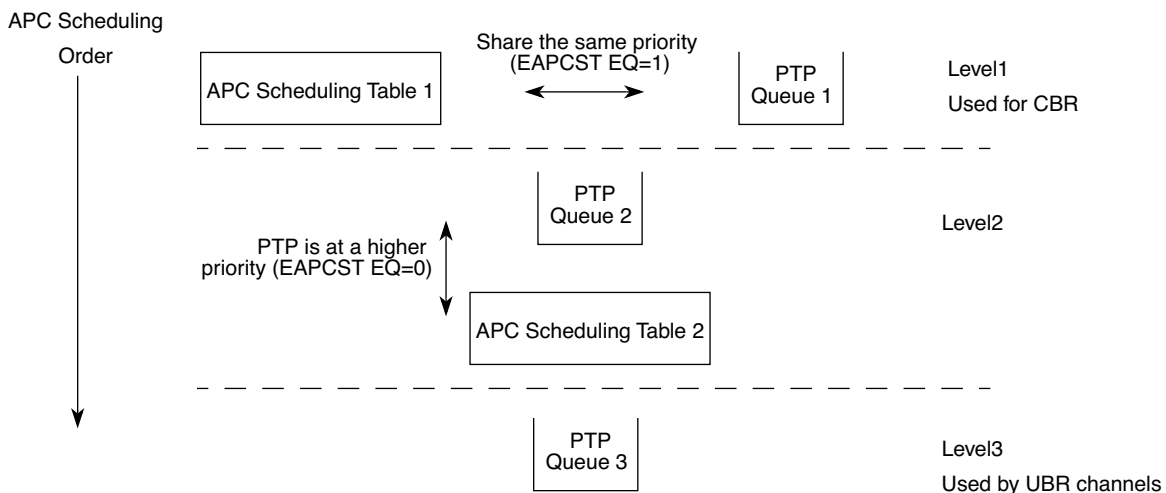 APC Scheduling
Order
APC Scheduling Table 1
Share the same priority
(EAPCST EQ=1)
PTP
Queue 1
Level1
Used for CBR
PTP
Queue 2
Level2
PTP is at a higher
priority (EAPCST EQ=0)
APC Scheduling Table 2
PTP
Queue 3
Level3
Used by UBR channels